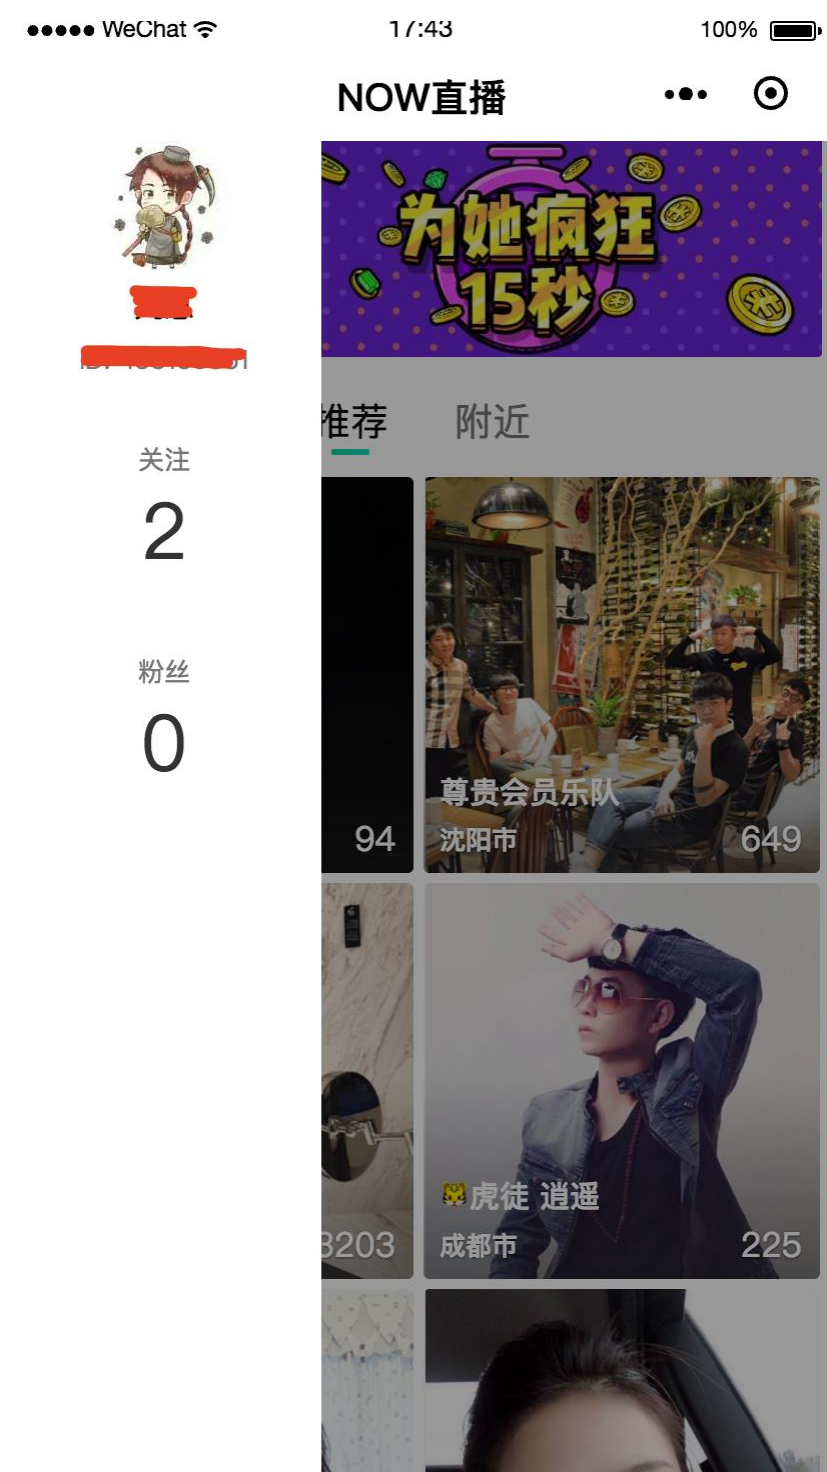 WeChat 17:43 100%
NOW直播
为她疯狂
15秒
推荐 附近
关注
2
粉丝
0
94
尊贵会员乐队
沈阳市 649
3203
🐯虎徒 逍遥
成都市 225